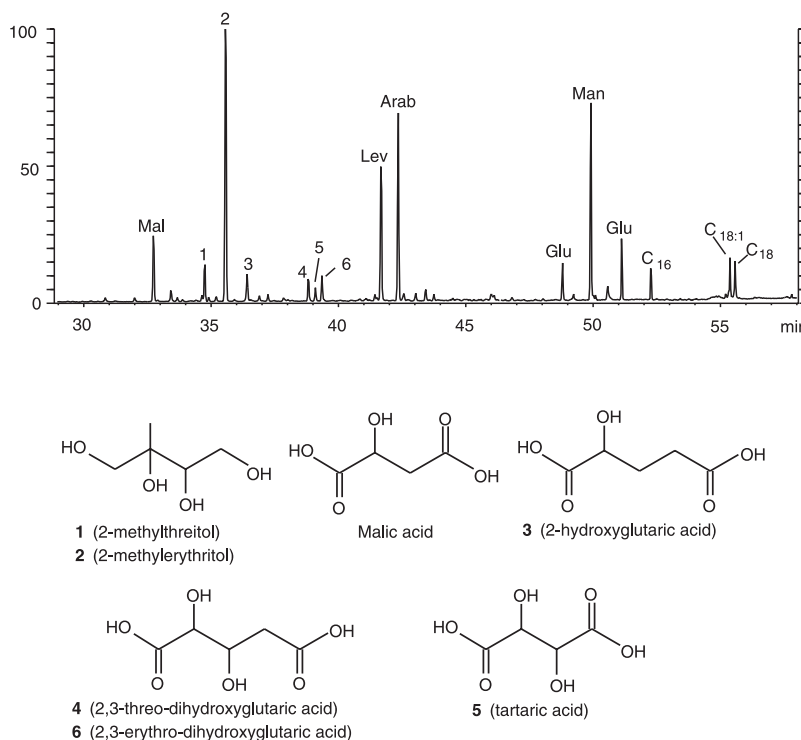 100
2
Mal
1
3
4
5
6
Lev
Arab
Glu
Man
Glu
C16
C18:1
C18
50
0
30 35 40 45 50 55 min
HO
OH
OH
OH
1 (2-methylthreitol)
2 (2-methylerythritol)
OH O
HO
O
OH
Malic acid
OH
HO
OH
O O
3 (2-hydroxyglutaric acid)
OH
HO OH
O
OH
O
4 (2,3-threo-dihydroxyglutaric acid)
6 (2,3-erythro-dihydroxyglutaric acid)
OH O
HO
OH
O
OH
5 (tartaric acid)